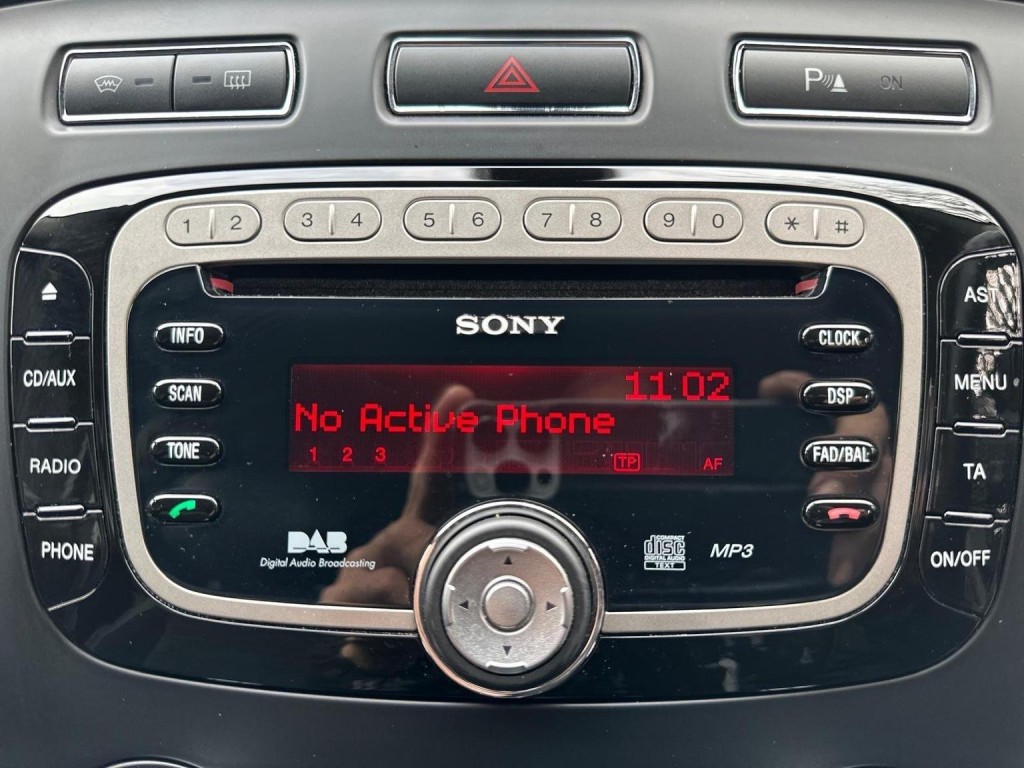 P ON
1 2 3 4 5 6 7 8 9 0 * #
SONY
INFO
CLOCK
AST
CD/AUX
SCAN
11 02
No Active Phone
1 2 3 TP AF
DSP
MENU
RADIO
TONE
FAD/BAL
TA
PHONE
DAB
Digital Audio Broadcasting
COMPACT
disc
DIGITAL AUDIO
TEXT
MP3
ON/OFF